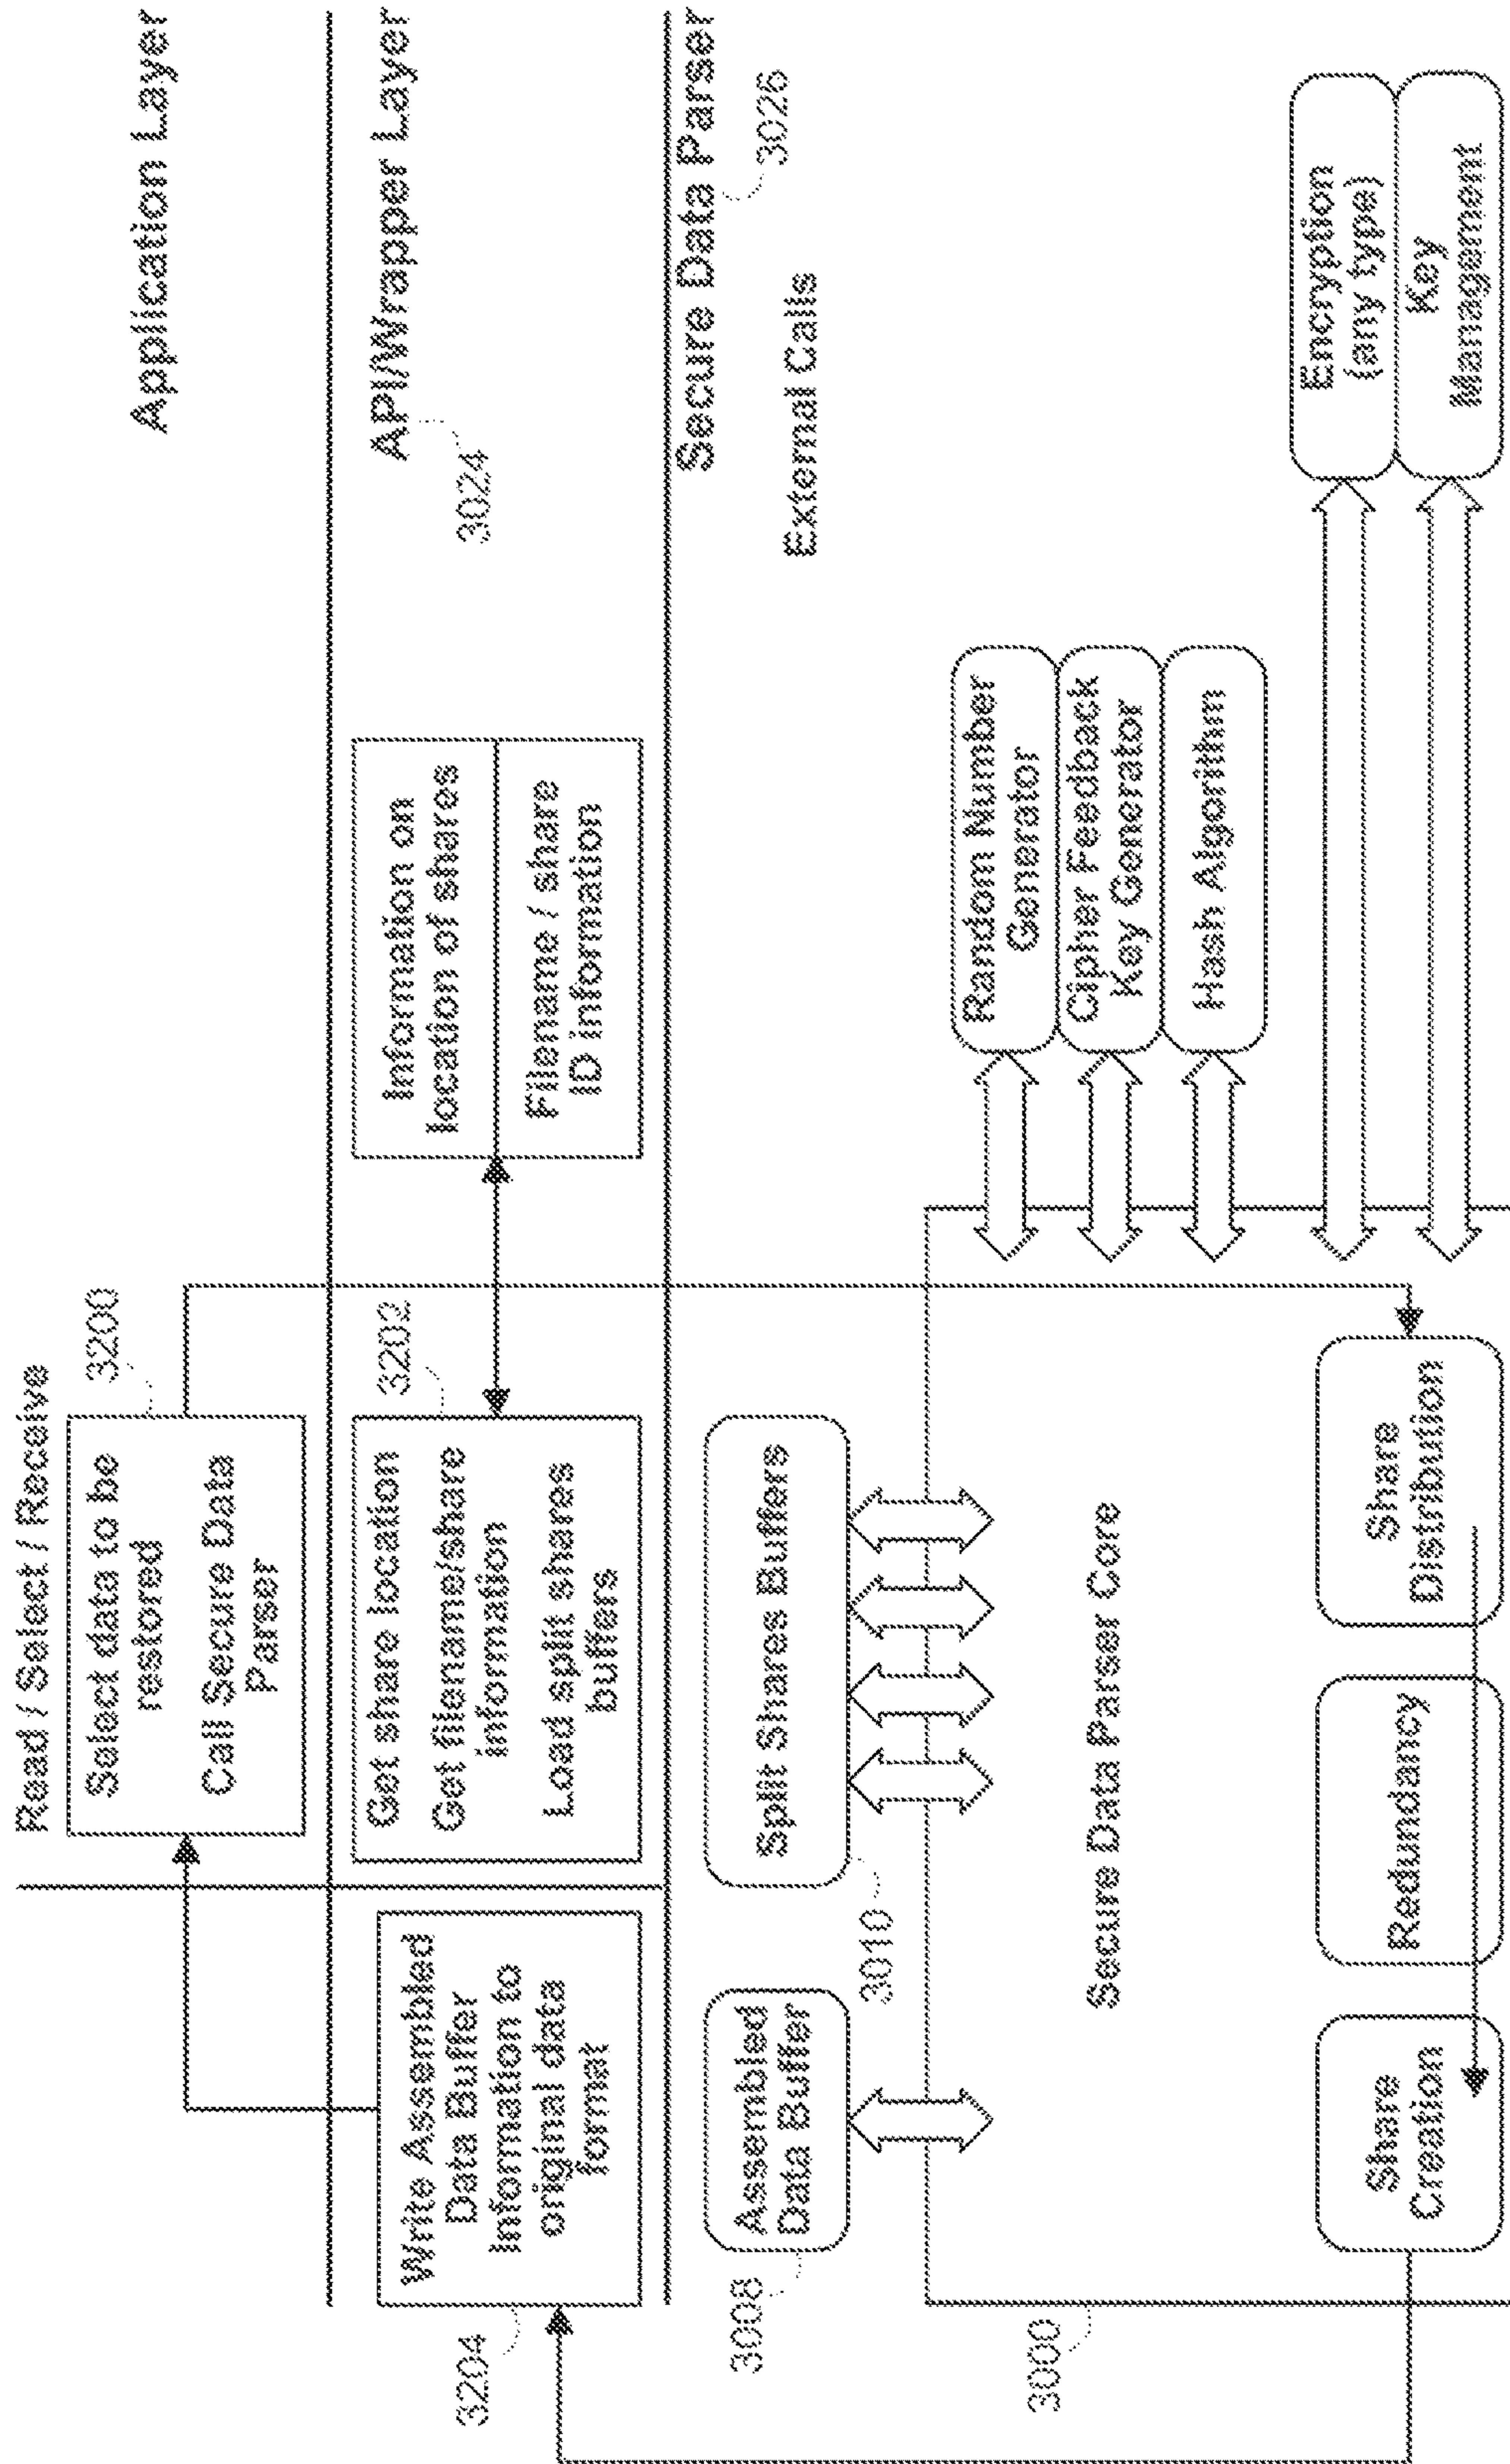 Read / Select / Receive
Application Layer
3200
Select data to be
restored
Call Secure Data
Parser
API/Wrapper Layer
3024
Write Assembled
Data Buffer
Information to
original data
format
3204
Get share location
Get filename/share
information
Load split shares
buffers
3202
Information on
location of shares
Filename / share
ID information
Secure Data Parser
3026
External Calls
Assembled
Data Buffer
3008
Split Shares Buffers
3010
Random Number
Generator
Cipher Feedback
Key Generator
Hash Algorithm
Secure Data Parser Core
3000
Encryption
(any type)
Key
Management
Share
Creation
Redundancy
Share
Distribution